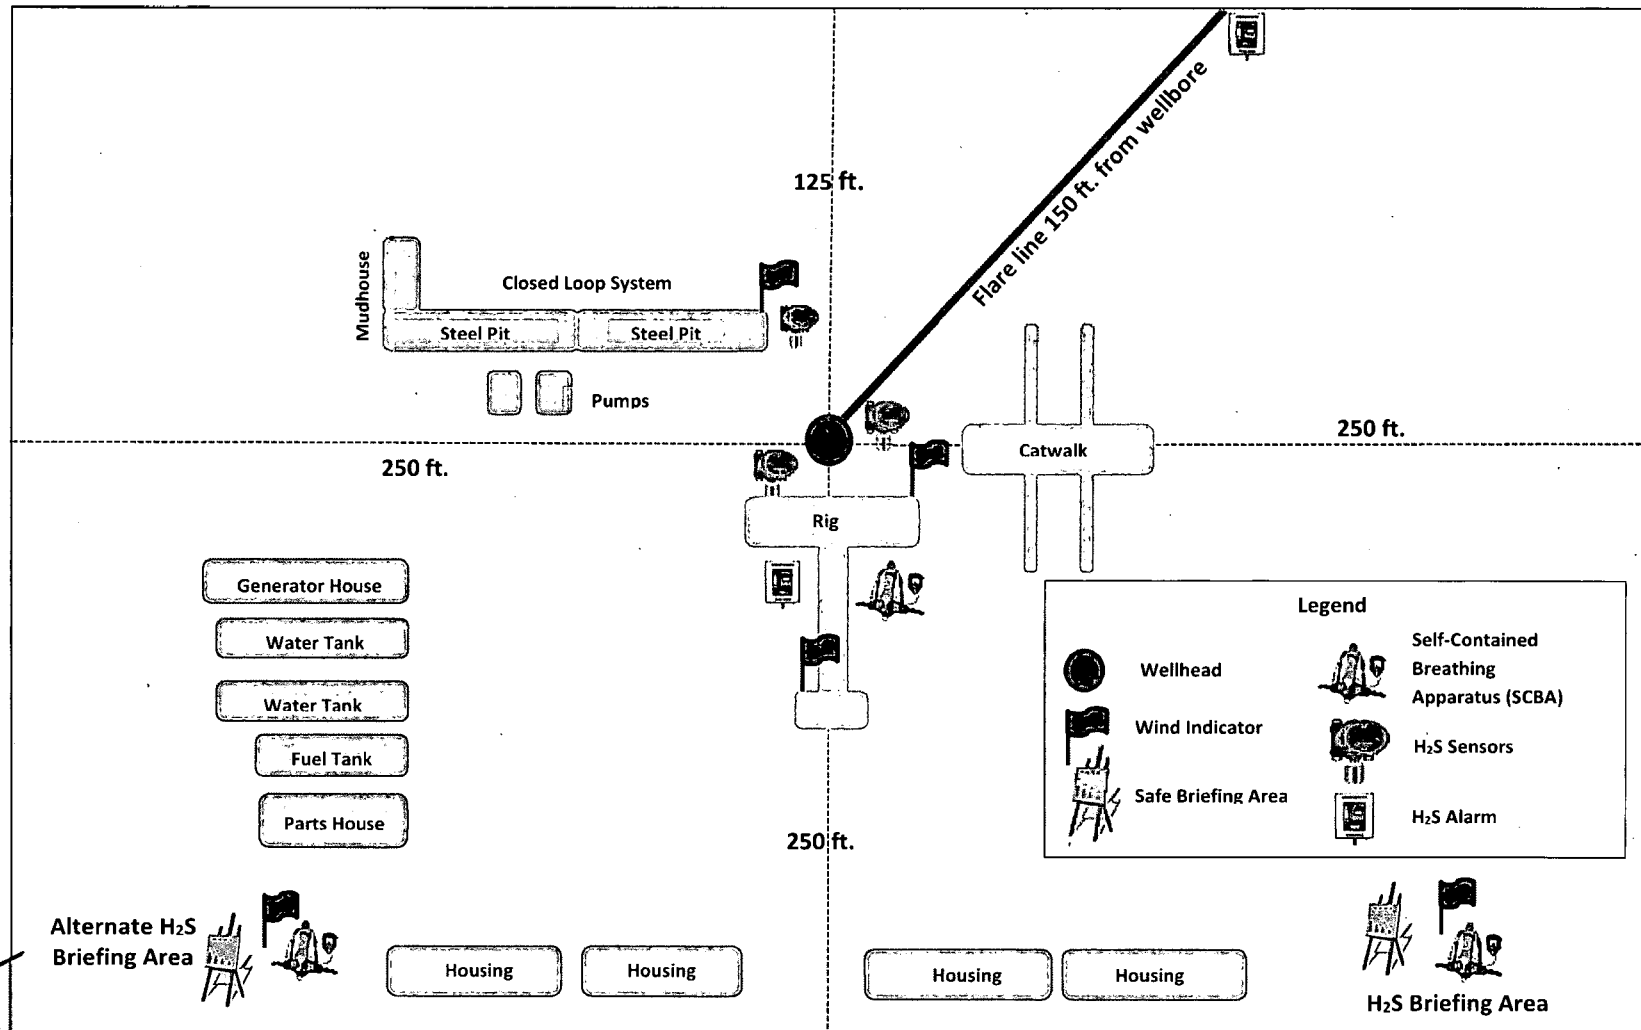 125 ft.
Flare line 150 ft. from wellbore
Mudhouse
Closed Loop System
Steel Pit
Steel Pit
Pumps
250 ft.
250 ft.
Catwalk
Rig
Generator House
Water Tank
Water Tank
Fuel Tank
Parts House
250 ft.
Legend
Wellhead
Wind Indicator
Safe Briefing Area
Self-Contained
Breathing
Apparatus (SCBA)
H₂S Sensors
H₂S Alarm
Alternate H₂S
Briefing Area
Housing
Housing
Housing
Housing
H₂S Briefing Area